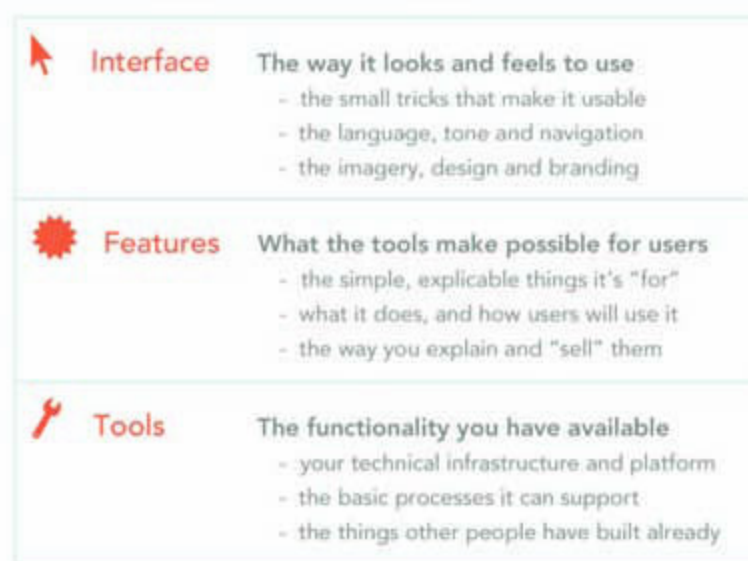 Interface
The way it looks and feels to use
- the small tricks that make it usable
- the language, tone and navigation
- the imagery, design and branding
Features
What the tools make possible for users
- the simple, explicable things it's "for"
- what it does, and how users will use it
- the way you explain and "sell" them
Tools
The functionality you have available
- your technical infrastructure and platform
- the basic processes it can support
- the things other people have built already